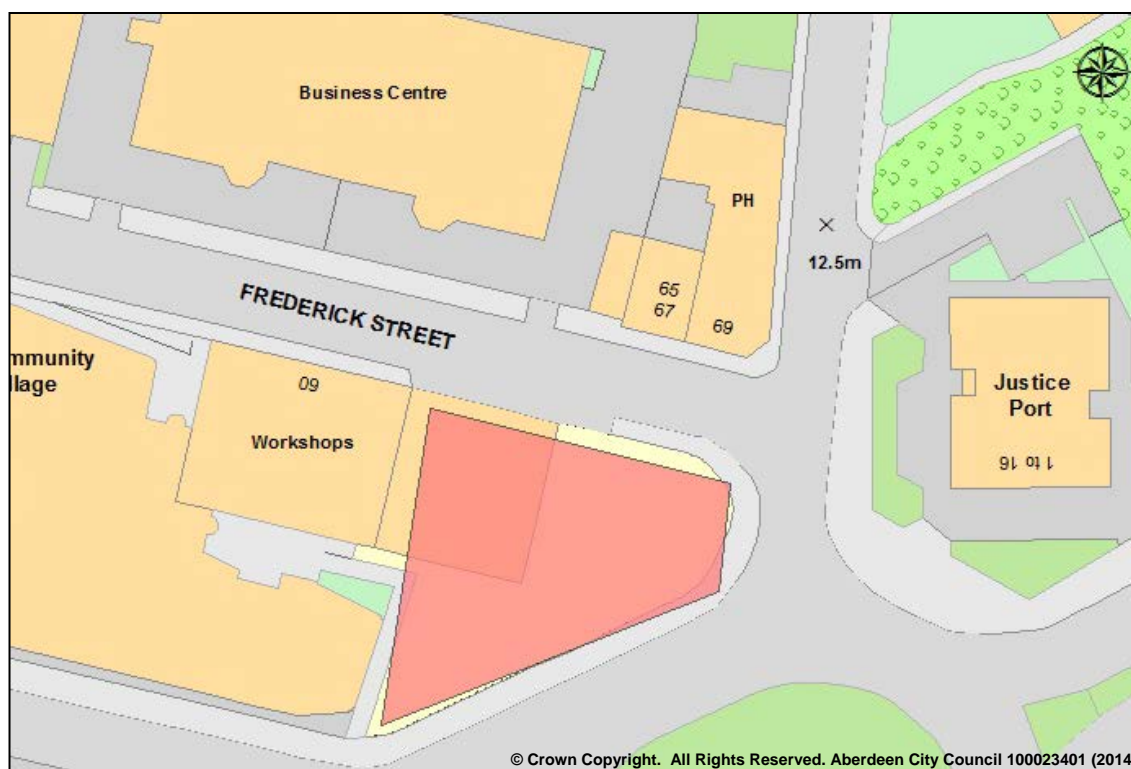 Business Centre
PH
12.5m
65
67
69
FREDERICK STREET
mmunity
llage
60
Workshops
Justice
Port
1 to 16
© Crown Copyright. All Rights Reserved. Aberdeen City Council 100023401 (2014